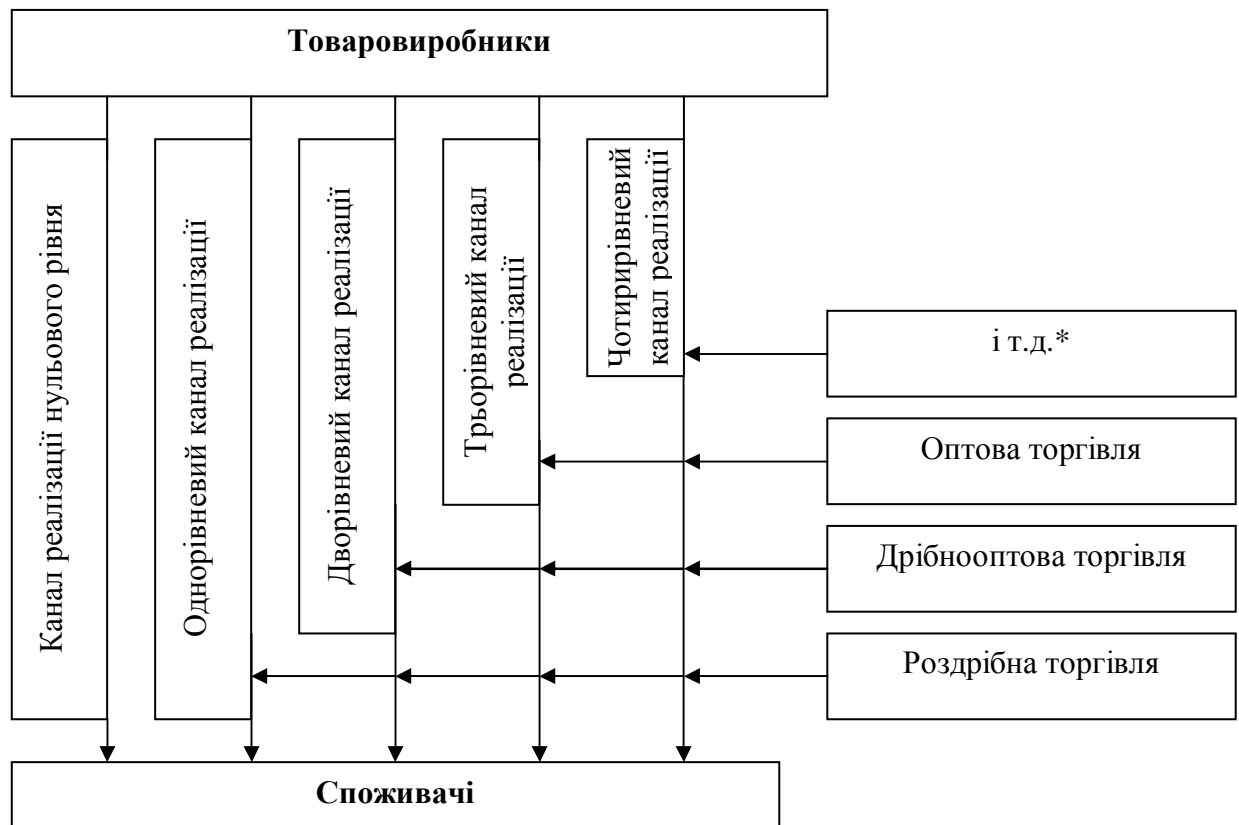 Товаровиробники
Канал реалізації нульового рівня
Однорівневий канал реалізації
Дворівневий канал реалізації
Трьорівневий канал
реалізації
Чотирирівневий
канал реалізації
і т.д.*
Оптова торгівля
Дрібнооптова торгівля
Роздрібна торгівля
Споживачі